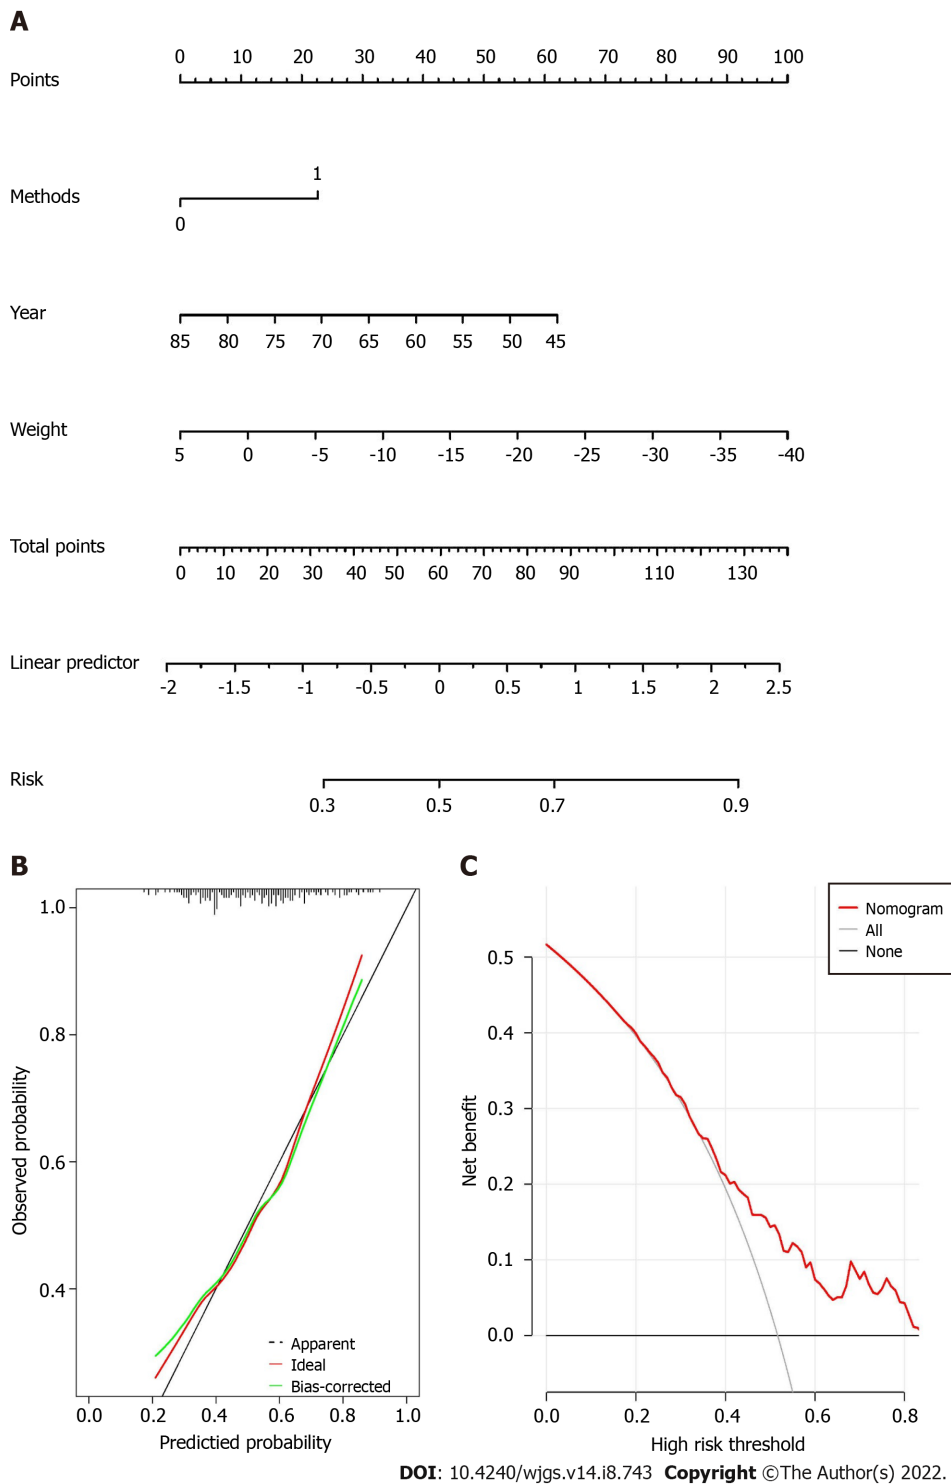 A
0 10 20 30 40 50 60 70 80 90 100
Points
1
Methods
0
Year
85 80 75 70 65 60 55 50 45
Weight
5 0 -5 -10 -15 -20 -25 -30 -35 -40
Total points
0 10 20 30 40 50 60 70 80 90 110 130
Linear predictor
-2 -1.5 -1 -0.5 0 0.5 1 1.5 2 2.5
Risk
0.3 0.5 0.7 0.9
B
1.0
0.8
0.6
0.4
Observed probability
Apparent
Ideal
Bias-corrected
0.0 0.2 0.4 0.6 0.8 1.0
Predictied probability
C
Nomogram
All
None
0.5
0.4
0.3
0.2
0.1
0.0
Net benefit
0.0 0.2 0.4 0.6 0.8
High risk threshold
DOI: 10.4240/wjgs.v14.i8.743 Copyright ©The Author(s) 2022.